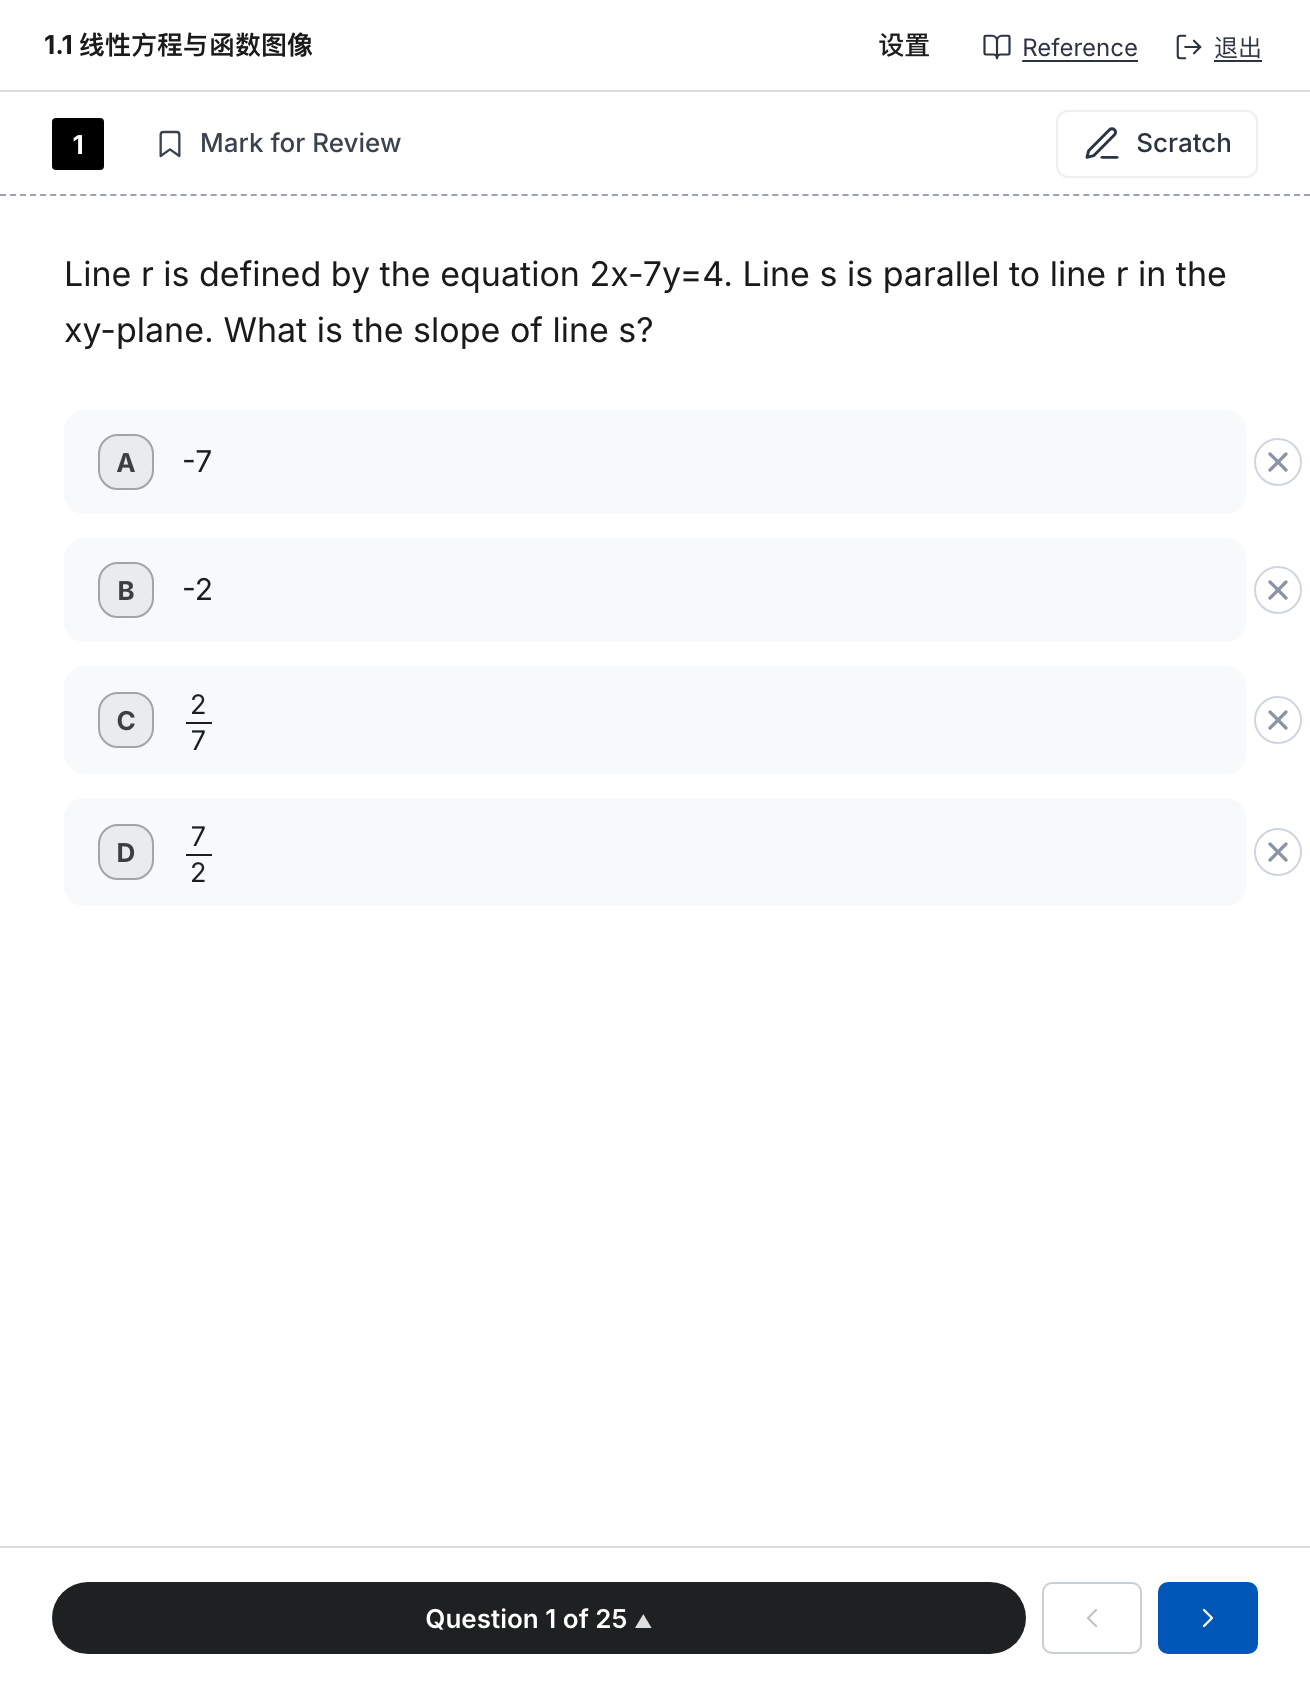 1.1 线性方程与函数图像
设置
Reference
退出
1
Mark for Review
Scratch
Line r is defined by the equation 2x-7y=4. Line s is parallel to line r in the
xy-plane. What is the slope of line s?
A -7
B -2
C 2/7
D 7/2
Question 1 of 25 ▲